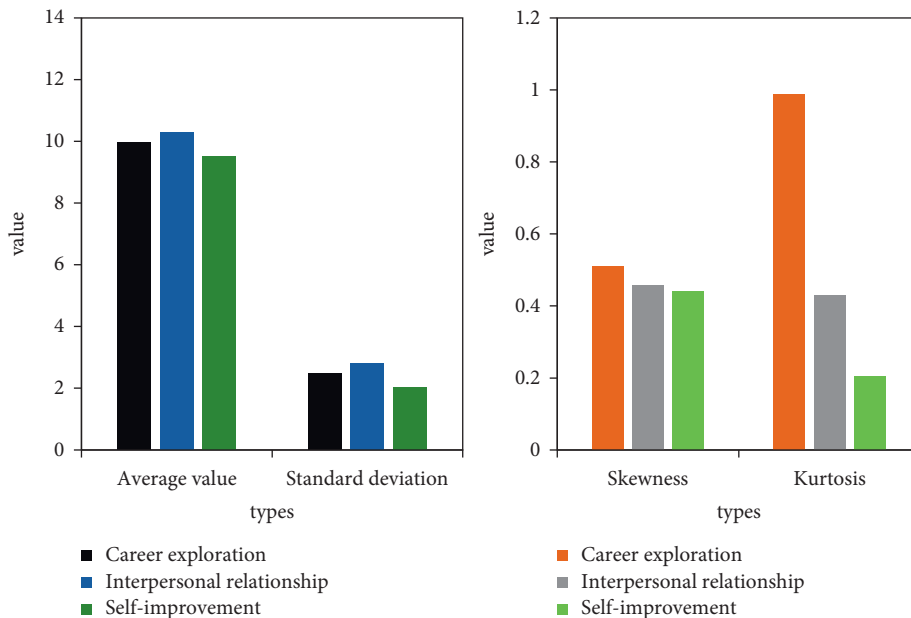 14
12
10
8
6
4
2
0
value
Average value
Standard deviation
types
Career exploration
Interpersonal relationship
Self-improvement
1.2
1
0.8
0.6
0.4
0.2
0
value
Skewness
Kurtosis
types
Career exploration
Interpersonal relationship
Self-improvement